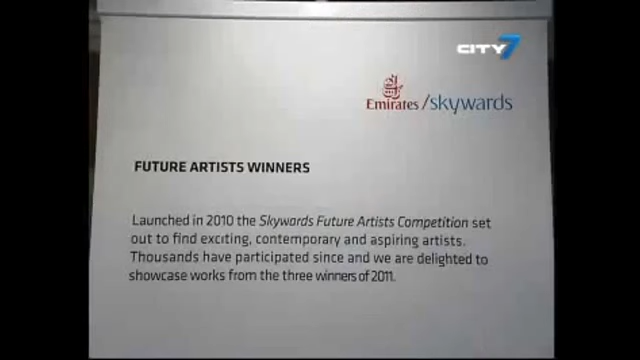 CITY7
Emirates/skywards
FUTURE ARTISTS WINNERS
Launched in 2010 the Skywards Future Artists Competition set
out to find exciting, contemporary and aspiring artists.
Thousands have participated since and we are delighted to
showcase works from the three winners of 2011.